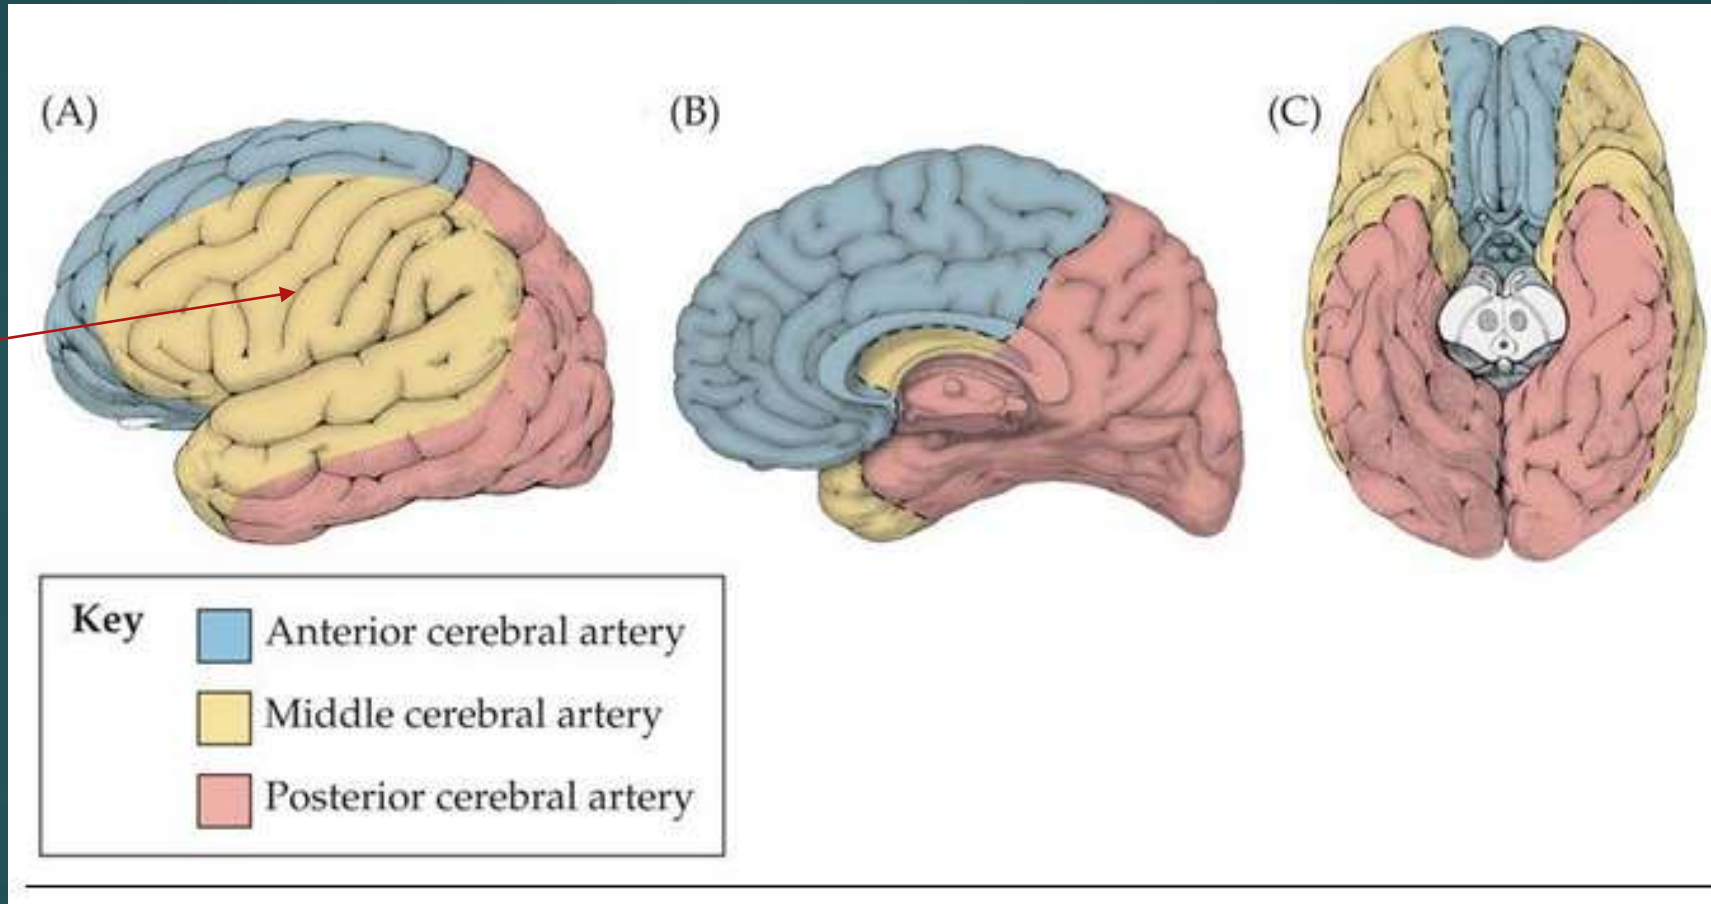 (A)
(B)
(C)
Key
Anterior cerebral artery
Middle cerebral artery
Posterior cerebral artery